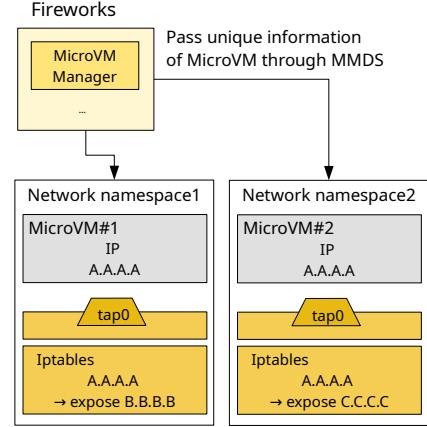 Fireworks
MicroVM
Manager
...
Pass unique information
of MicroVM through MMDS
Network namespace1
MicroVM#1
IP
A.A.A.A
tap0
Iptables
A.A.A.A
→ expose B.B.B.B
Network namespace2
MicroVM#2
IP
A.A.A.A
tap0
Iptables
A.A.A.A
→ expose C.C.C.C